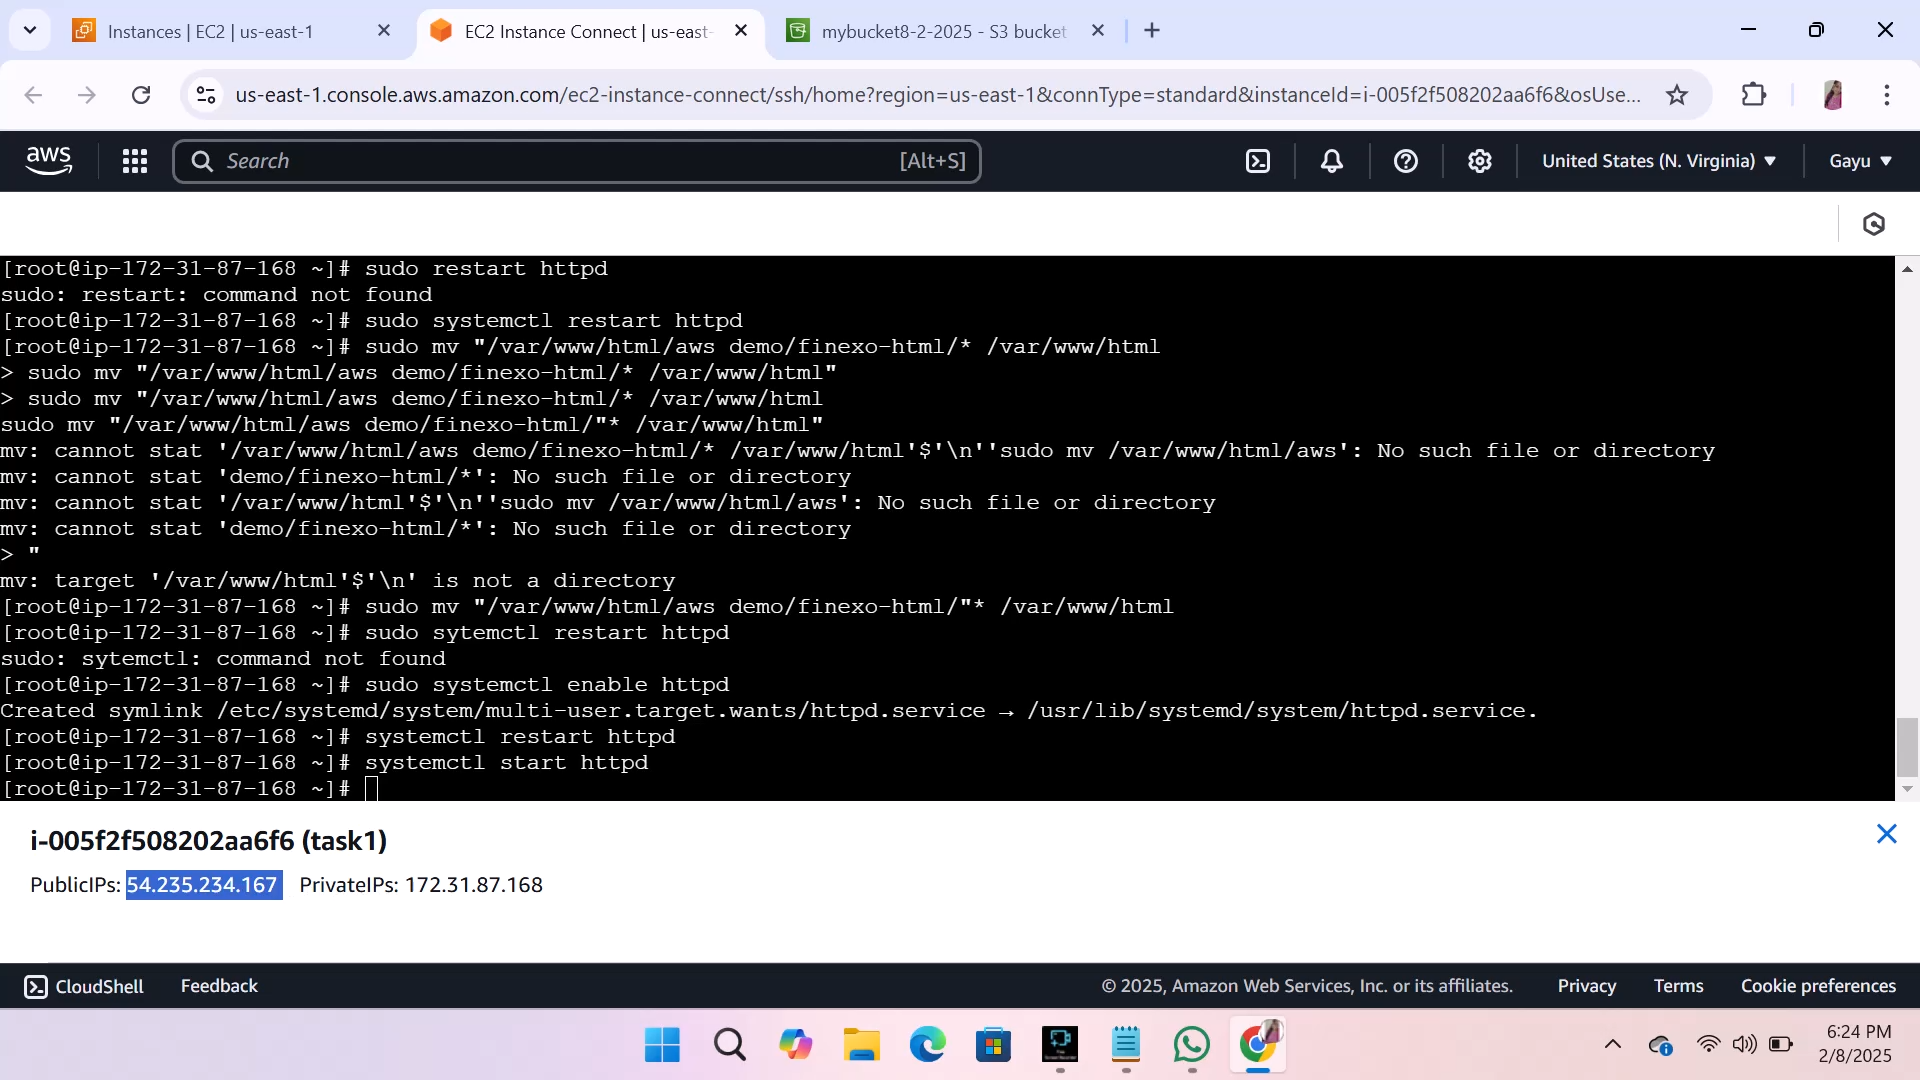 Instances | EC2 | us-east-1
EC2 Instance Connect | us-east-
mybucket8-2-2025 - S3 bucket
us-east-1.console.aws.amazon.com/ec2-instance-connect/ssh/home?region=us-east-1&connType=standard&instanceId=i-005f2f508202aa6f6&osUse...
aws
Search
[Alt+S]
United States (N. Virginia)
Gayu
[root@ip-172-31-87-168 ~]# sudo restart httpd
sudo: restart: command not found
[root@ip-172-31-87-168 ~]# sudo systemctl restart httpd
[root@ip-172-31-87-168 ~]# sudo mv "/var/www/html/aws demo/finexo-html/* /var/www/html
> sudo mv "/var/www/html/aws demo/finexo-html/* /var/www/html"
> sudo mv "/var/www/html/aws demo/finexo-html/* /var/www/html
sudo mv "/var/www/html/aws demo/finexo-html/"* /var/www/html"
mv: cannot stat '/var/www/html/aws demo/finexo-html/* /var/www/html'$'\n''sudo mv /var/www/html/aws': No such file or directory
mv: cannot stat 'demo/finexo-html/*': No such file or directory
mv: cannot stat '/var/www/html'$'\n''sudo mv /var/www/html/aws': No such file or directory
mv: cannot stat 'demo/finexo-html/*': No such file or directory
> "
mv: target '/var/www/html'$'\n' is not a directory
[root@ip-172-31-87-168 ~]# sudo mv "/var/www/html/aws demo/finexo-html/"* /var/www/html
[root@ip-172-31-87-168 ~]# sudo sytemctl restart httpd
sudo: sytemctl: command not found
[root@ip-172-31-87-168 ~]# sudo systemctl enable httpd
Created symlink /etc/systemd/system/multi-user.target.wants/httpd.service → /usr/lib/systemd/system/httpd.service.
[root@ip-172-31-87-168 ~]# systemctl restart httpd
[root@ip-172-31-87-168 ~]# systemctl start httpd
[root@ip-172-31-87-168 ~]#
i-005f2f508202aa6f6 (task1)
PublicIPs: 54.235.234.167 PrivateIPs: 172.31.87.168
CloudShell Feedback
© 2025, Amazon Web Services, Inc. or its affiliates. Privacy Terms Cookie preferences
6:24 PM
2/8/2025